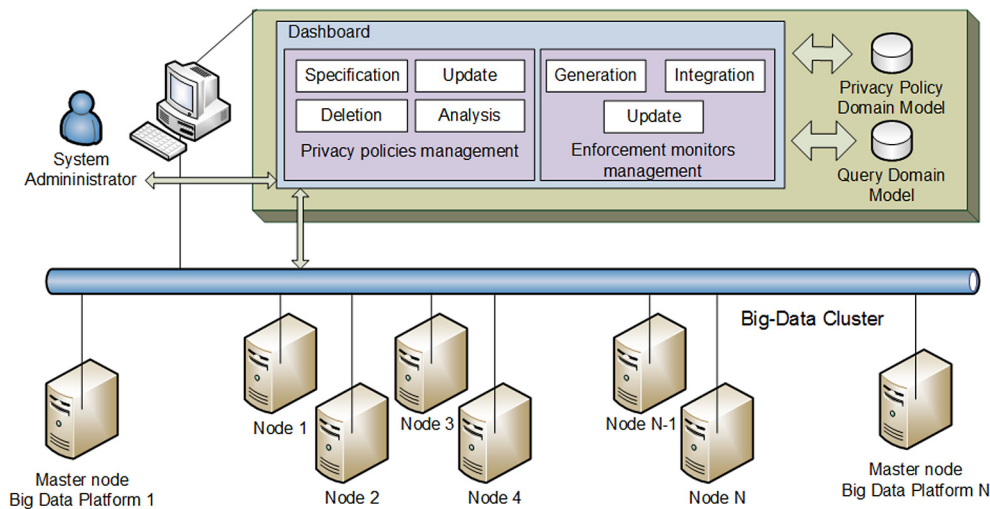 Dashboard
Specification
Update
Deletion
Analysis
Privacy policies management
Generation
Integration
Update
Enforcement monitors
management
Privacy Policy
Domain Model
Query Domain
Model
System
Admininistrator
Big-Data Cluster
Node 1
Node 2
Node 3
Node 4
Node N-1
Node N
Master node
Big Data Platform 1
Master node
Big Data Platform N